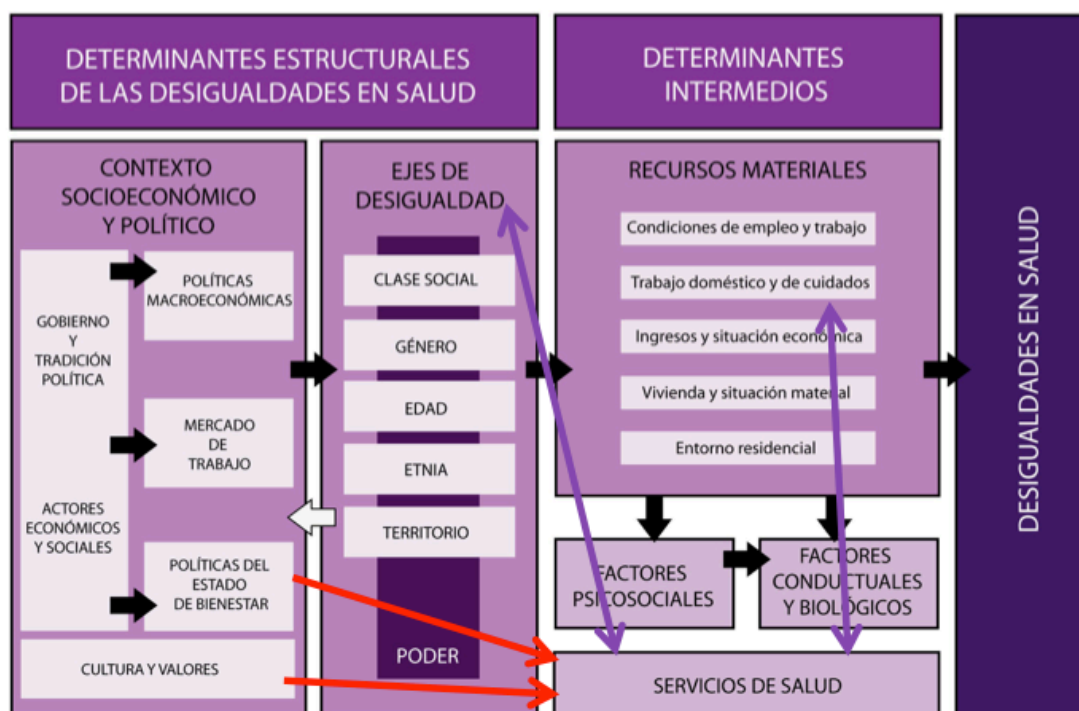 DETERMINANTES ESTRUCTURALES
DE LAS DESIGUALDADES EN SALUD
DETERMINANTES
INTERMEDIOS
CONTEXTO
SOCIOECONÓMICO
Y POLÍTICO
GOBIERNO
Y
TRADICIÓN
POLÍTICA
ACTORES
ECONÓMICOS
Y SOCIALES
POLÍTICAS
MACROECONÓMICAS
MERCADO
DE
TRABAJO
POLÍTICAS DEL
ESTADO
DE BIENESTAR
CULTURA Y VALORES
EJES DE
DESIGUALDAD
CLASE SOCIAL
GÉNERO
EDAD
ETNIA
TERRITORIO
PODER
RECURSOS MATERIALES
Condiciones de empleo y trabajo
Trabajo doméstico y de cuidados
Ingresos y situación económica
Vivienda y situación material
Entorno residencial
FACTORES
PSICOSOCIALES
FACTORES
CONDUCTUALES
Y BIOLÓGICOS
SERVICIOS DE SALUD
DESIGUALDADES EN SALUD